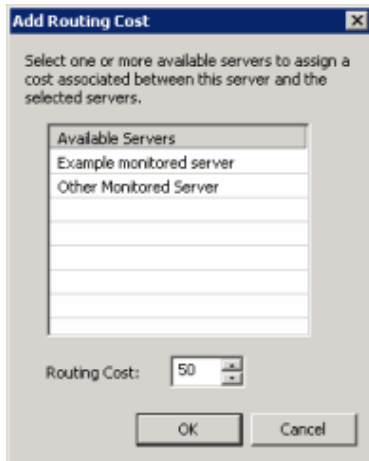 Add Routing Cost
Select one or more available servers to assign a
cost associated between this server and the
selected servers.
Available Servers
Example monitored server
Other Monitored Server
Routing Cost: 50
OK Cancel